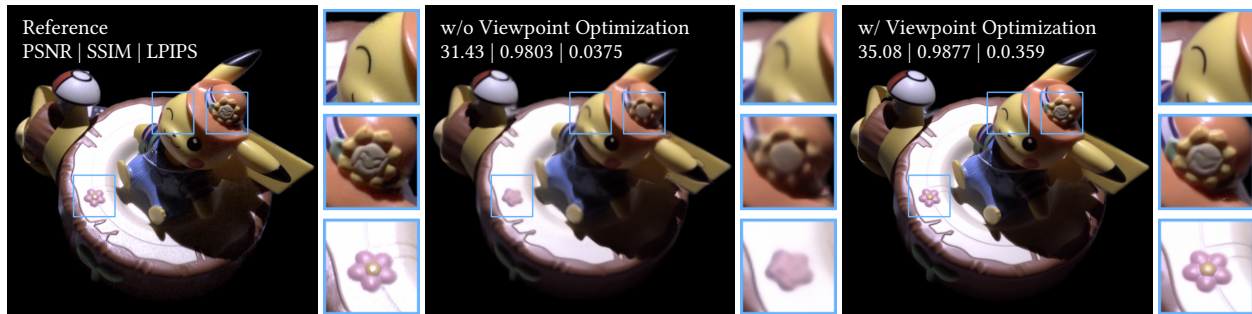 Reference
PSNR | SSIM | LPIPS
w/o Viewpoint Optimization
31.43 | 0.9803 | 0.0375
w/ Viewpoint Optimization
35.08 | 0.9877 | 0.0.359